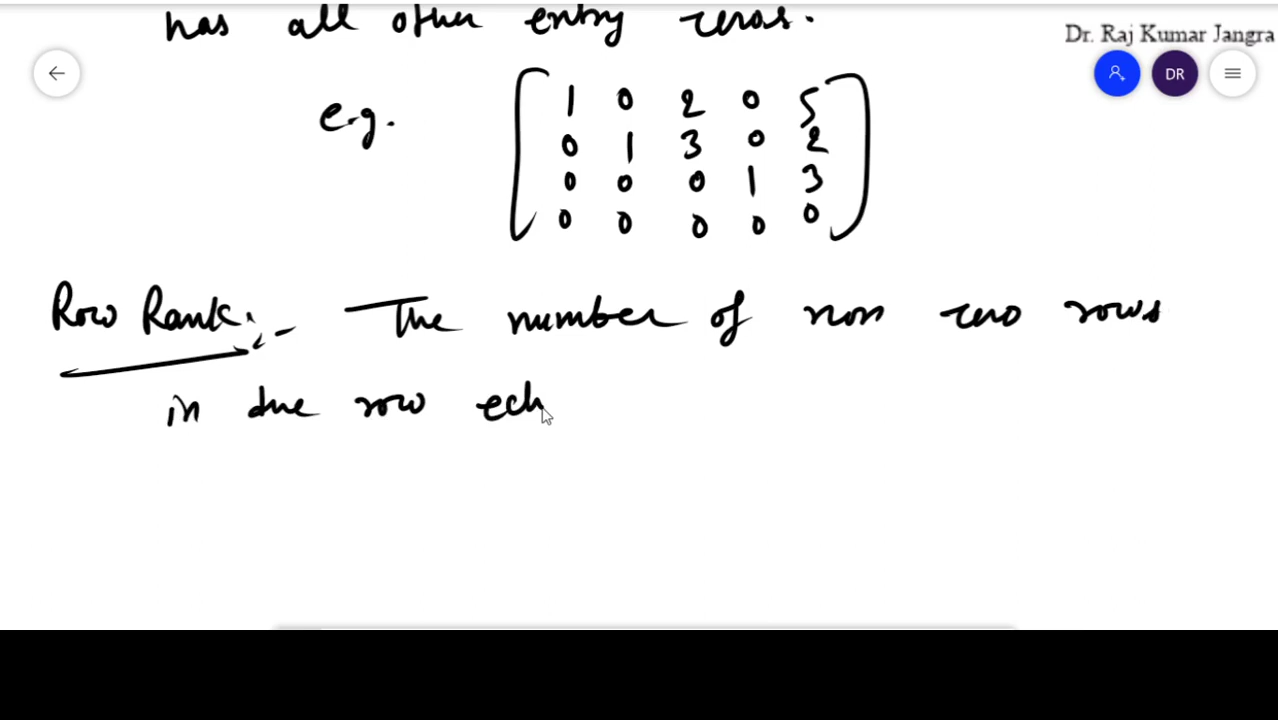 has all other entry zeros.
Dr. Raj Kumar Jangra
DR
e.g.
1 0 2 0 5
0 1 3 0 2
0 0 0 1 3
0 0 0 0 0
Row Rank:- The number of non zero rows
in the row ech